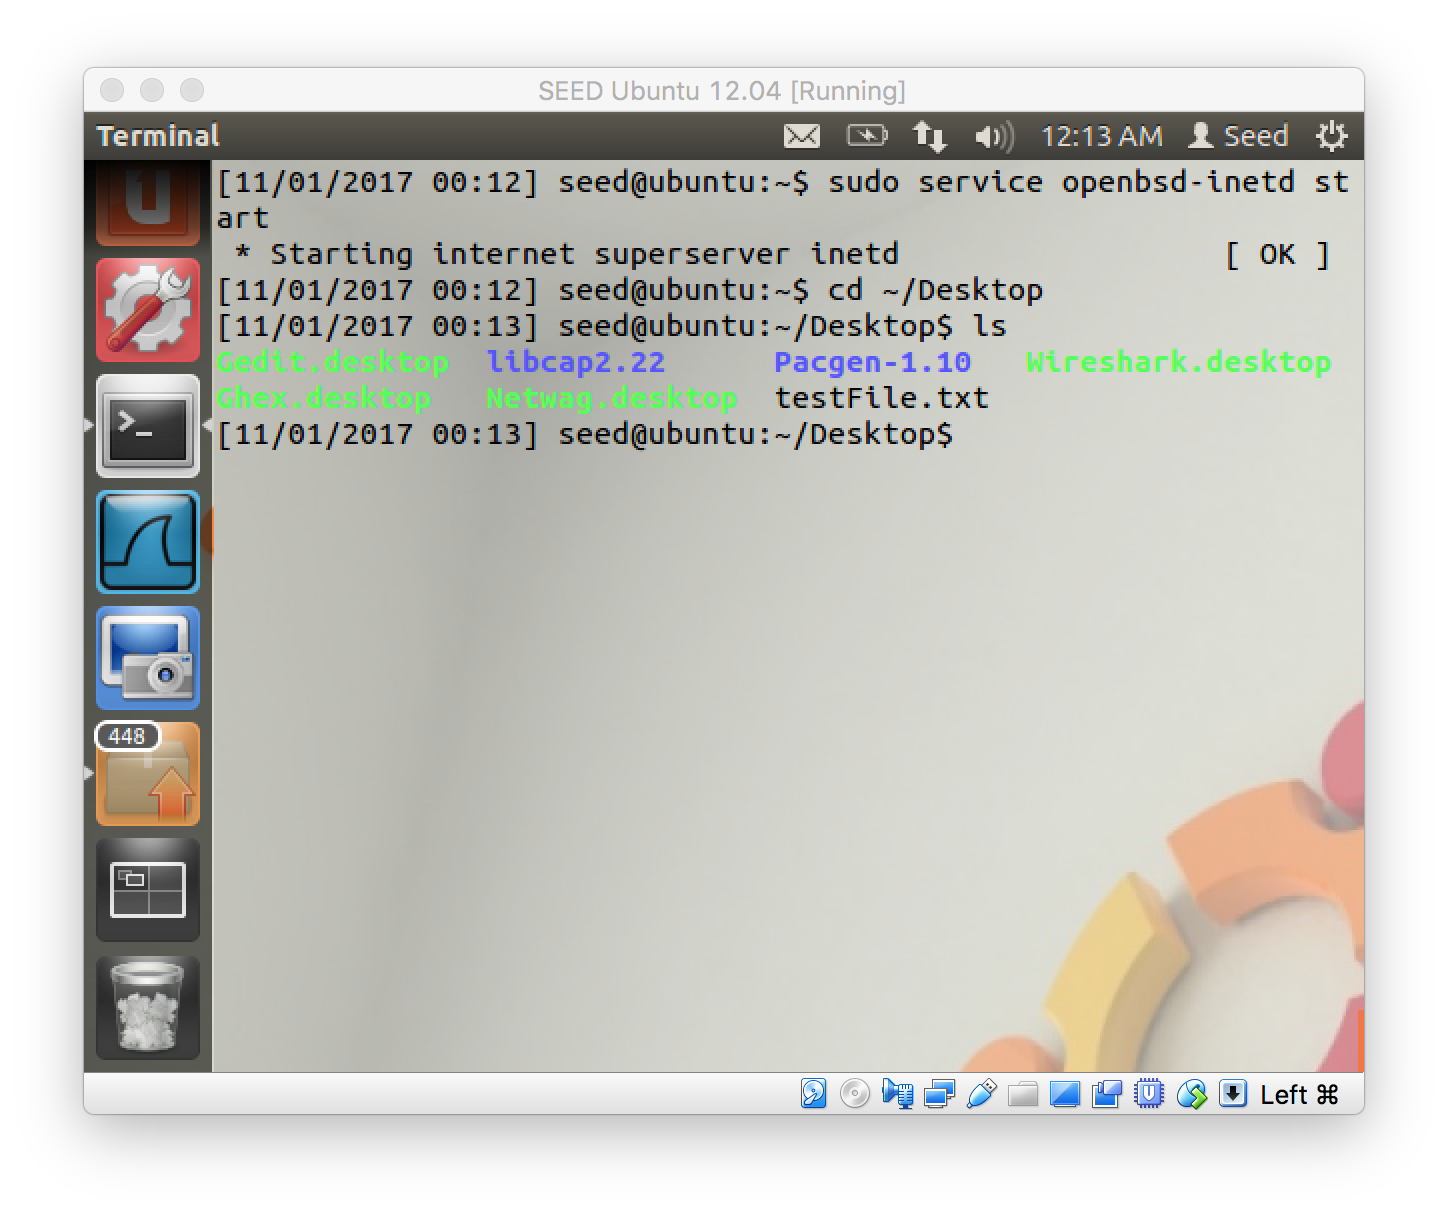 SEED Ubuntu 12.04 [Running]
Terminal 12:13 AM Seed
[11/01/2017 00:12] seed@ubuntu:~$ sudo service openbsd-inetd st
art
 * Starting internet superserver inetd                  [ OK ]
[11/01/2017 00:12] seed@ubuntu:~$ cd ~/Desktop
[11/01/2017 00:13] seed@ubuntu:~/Desktop$ ls
Gedit.desktop  libcap2.22      Pacgen-1.10   Wireshark.desktop
Ghex.desktop   Netwag.desktop  testFile.txt
[11/01/2017 00:13] seed@ubuntu:~/Desktop$
448
Left ⌘